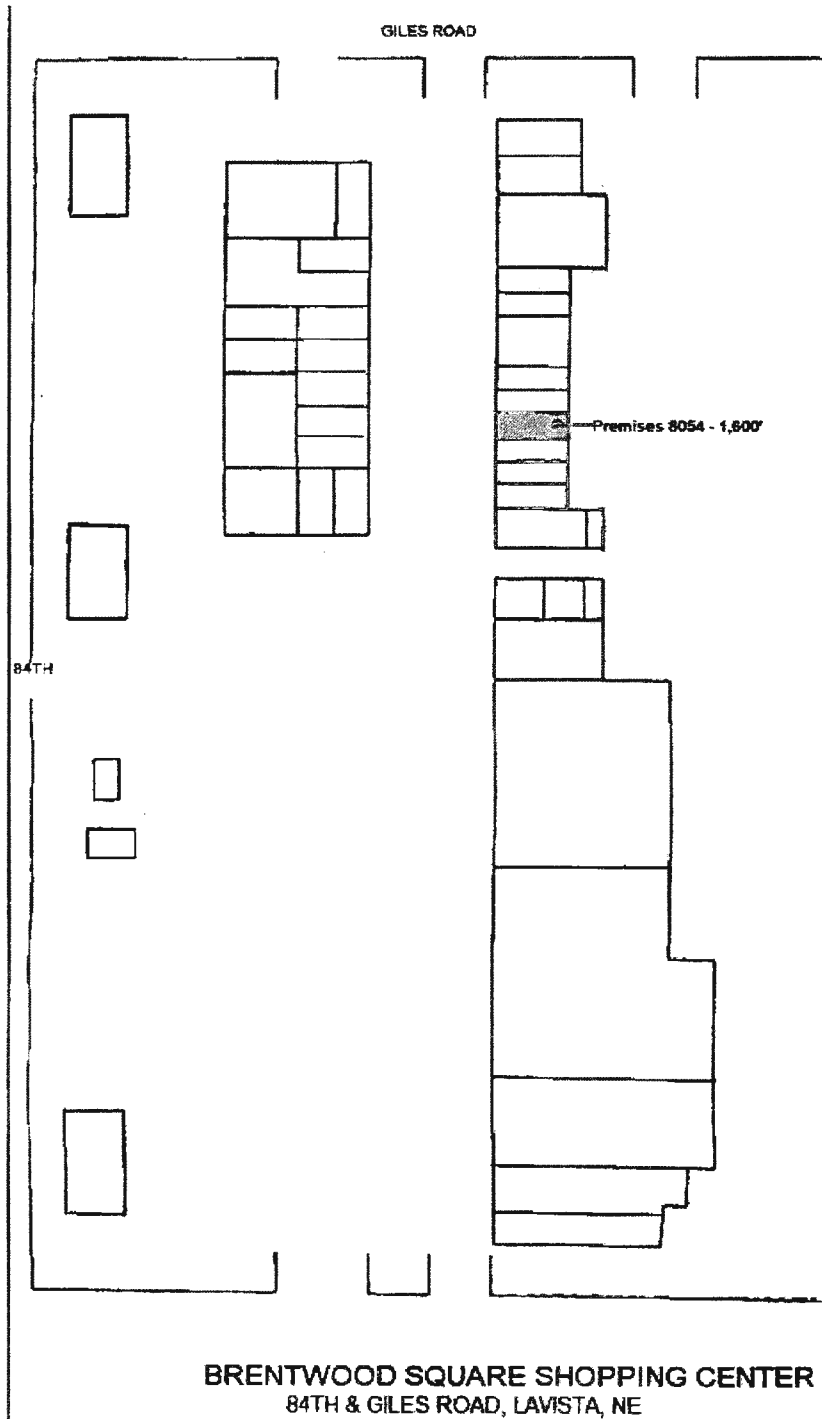 GILES ROAD
Premises 8054 - 1,600'
84TH
BRENTWOOD SQUARE SHOPPING CENTER
84TH & GILES ROAD, LAVISTA, NE